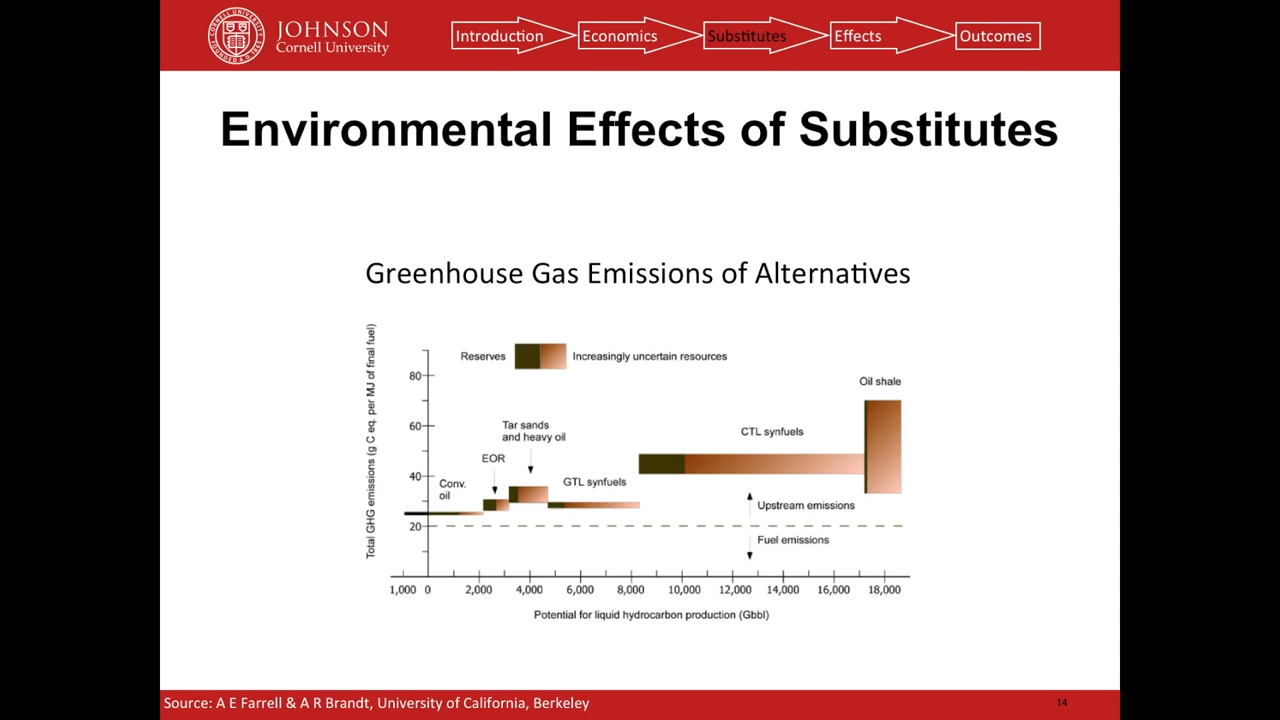 JOHNSON
Cornell University
Introduction
Economics
Substitutes
Effects
Outcomes
Environmental Effects of Substitutes
Greenhouse Gas Emissions of Alternatives
Total GHG emissions (g C eq. per MJ of final fuel)
Reserves
Increasingly uncertain resources
80
60
40
20
Oil shale
Tar sands
and heavy oil
CTL synfuels
EOR
Conv.
oil
GTL synfuels
Upstream emissions
Fuel emissions
1,000 0 2,000 4,000 6,000 8,000 10,000 12,000 14,000 16,000 18,000
Potential for liquid hydrocarbon production (Gbbl)
Source: A E Farrell & A R Brandt, University of California, Berkeley
14